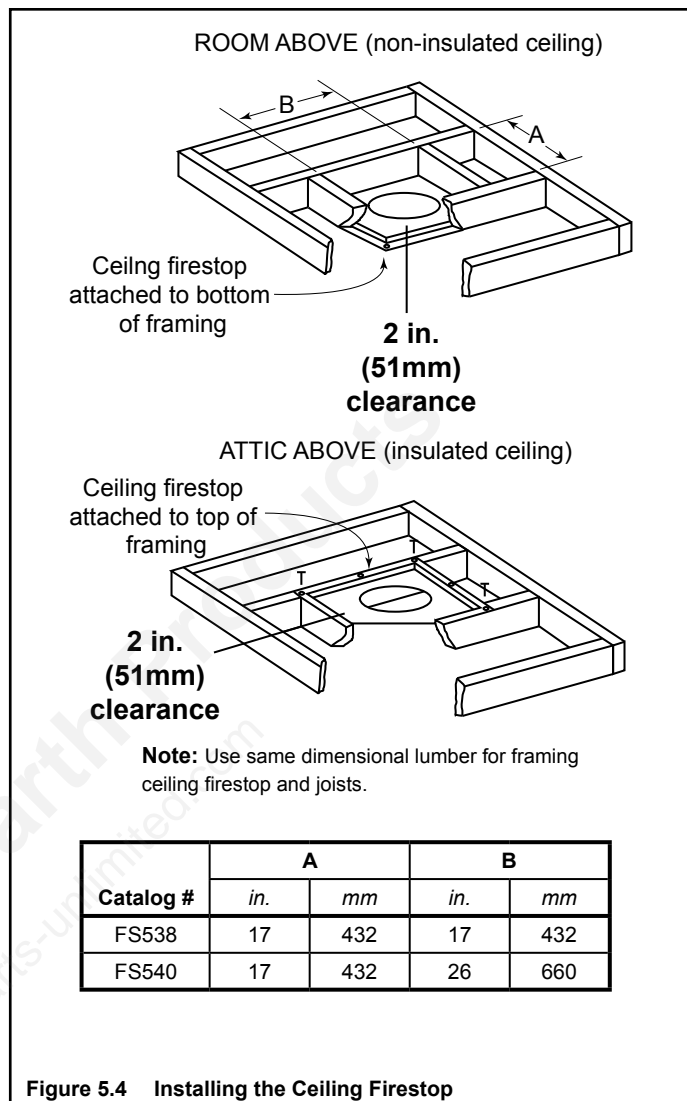 ROOM ABOVE (non-insulated ceiling)
B
A
Ceilng firestop
attached to bottom
of framing
2 in.
(51mm)
clearance
ATTIC ABOVE (insulated ceiling)
Ceiling firestop
attached to top of
framing
2 in.
(51mm)
clearance
Note: Use same dimensional lumber for framing
ceiling firestop and joists.
A B
Catalog # in. mm in. mm
FS538 17 432 17 432
FS540 17 432 26 660
Figure 5.4 Installing the Ceiling Firestop